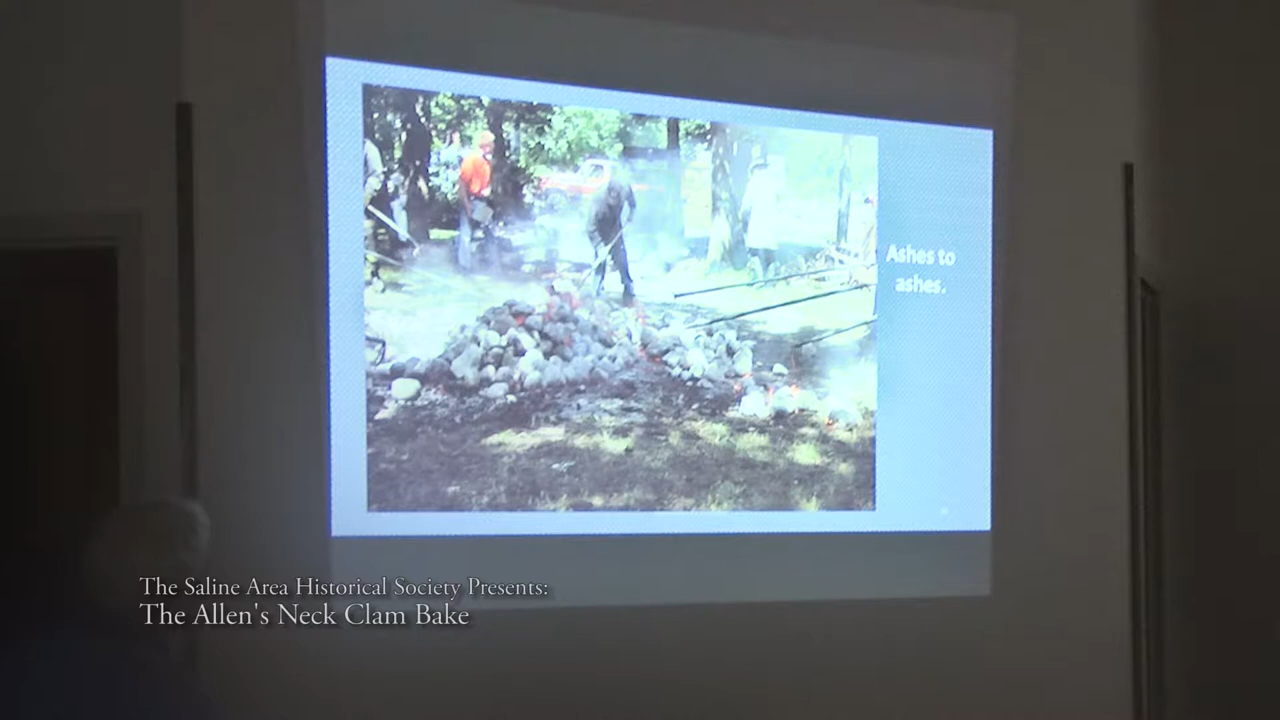 Ashes to
ashes.
The Saline Area Historical Society Presents:
The Allen's Neck Clam Bake